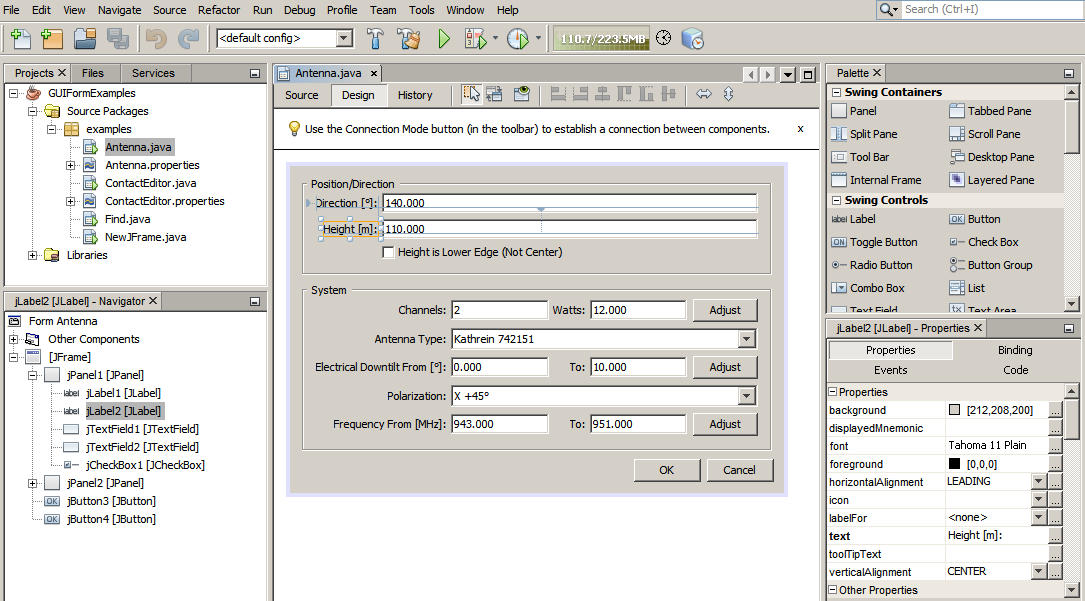 File Edit View Navigate Source Refactor Run Debug Profile Team Tools Window Help
Search (Ctrl+I)
<default config>
110.7/223.5MB
Projects Files Services
GUIFormExamples
Source Packages
examples
Antenna.java
Antenna.properties
ContactEditor.java
ContactEditor.properties
Find.java
NewJFrame.java
Libraries
jLabel2 [JLabel] - Navigator
Form Antenna
Other Components
[JFrame]
jPanel1 [JPanel]
label jLabel1 [JLabel]
label jLabel2 [JLabel]
jTextField1 [JTextField]
jTextField2 [JTextField]
jCheckBox1 [JCheckBox]
jPanel2 [JPanel]
OK jButton3 [JButton]
OK jButton4 [JButton]
Antenna.java
Source Design History
Use the Connection Mode button (in the toolbar) to establish a connection between components. x
Position/Direction
Direction [°]: 140.000
Height [m]: 110.000
Height is Lower Edge (Not Center)
System
Channels: 2 Watts: 12.000 Adjust
Antenna Type: Kathrein 742151
Electrical Downtilt From [°]: 0.000 To: 10.000 Adjust
Polarization: X +45°
Frequency From [MHz]: 943.000 To: 951.000 Adjust
OK Cancel
Palette
Swing Containers
Panel Tabbed Pane
Split Pane Scroll Pane
Tool Bar Desktop Pane
Internal Frame Layered Pane
Swing Controls
label Label OK Button
ON Toggle Button Check Box
Radio Button Button Group
Combo Box List
Text Field Text Area
jLabel2 [JLabel] - Properties
Properties Binding
Events Code
Properties
background [212,208,200] ...
displayedMnemonic ...
font Tahoma 11 Plain ...
foreground [0,0,0] ...
horizontalAlignment LEADING ...
icon ...
labelFor <none> ...
text Height [m]: ...
toolTipText ...
verticalAlignment CENTER ...
Other Properties